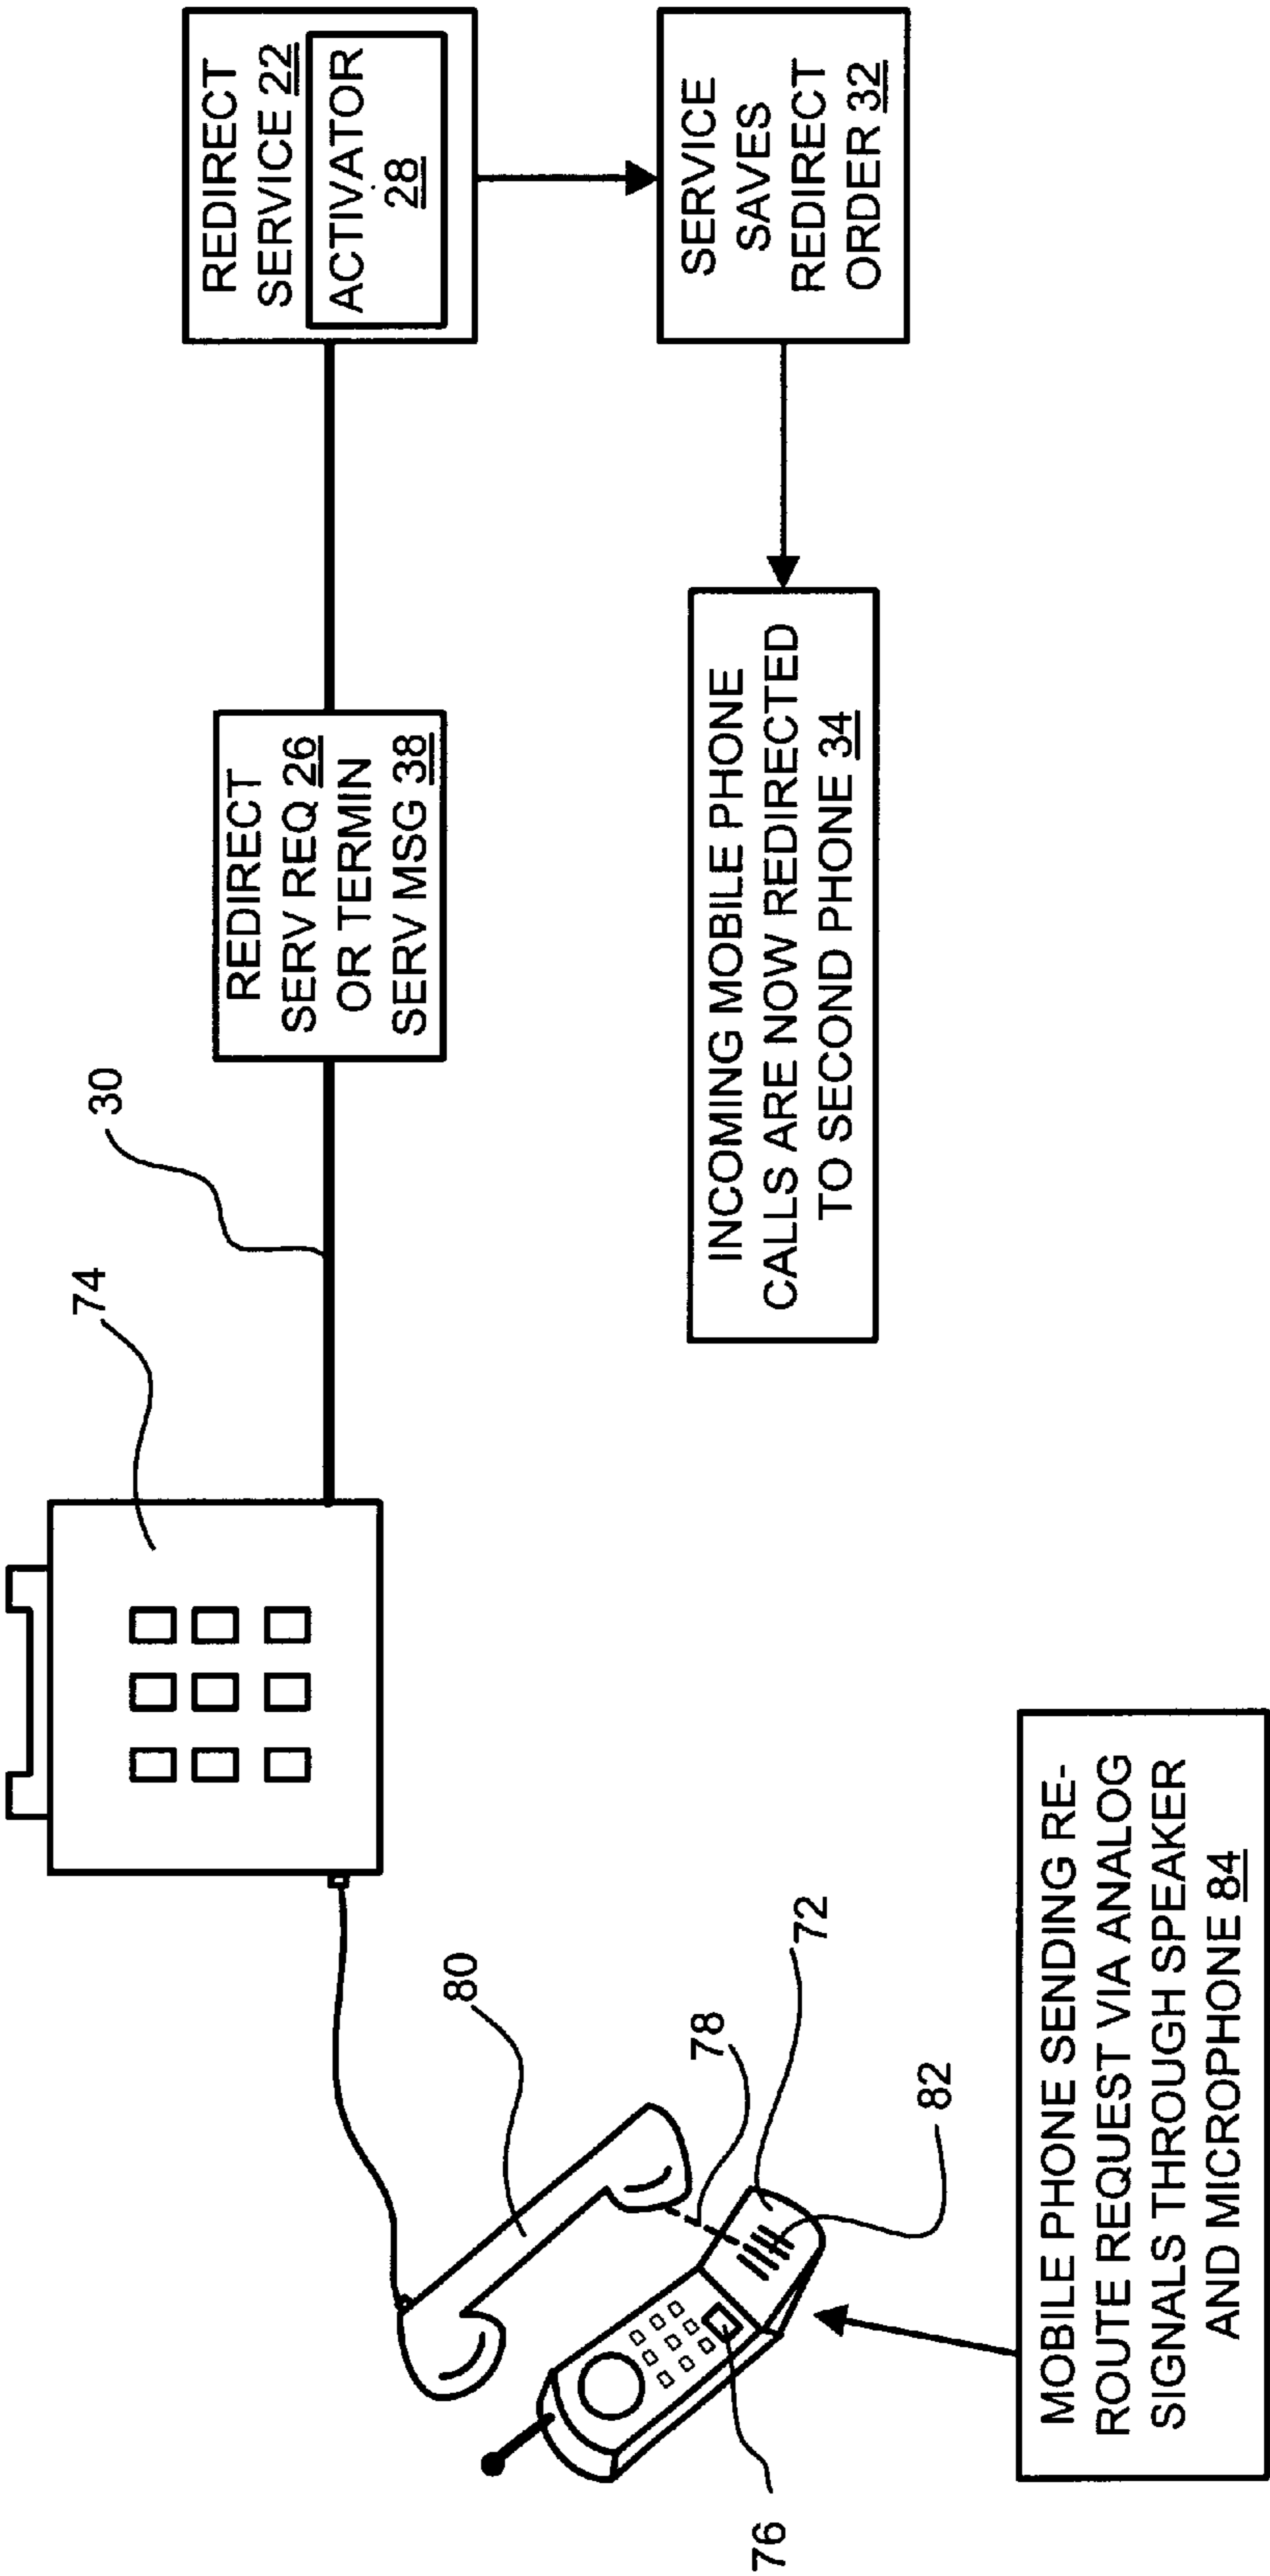 74
30
REDIRECT
SERV REQ 26
OR TERMIN
SERV MSG 38
REDIRECT
SERVICE 22
ACTIVATOR
28
80
78
72
82
76
INCOMING MOBILE PHONE
CALLS ARE NOW REDIRECTED
TO SECOND PHONE 34
SERVICE
SAVES
REDIRECT
ORDER 32
MOBILE PHONE SENDING RE-
ROUTE REQUEST VIA ANALOG
SIGNALS THROUGH SPEAKER
AND MICROPHONE 84